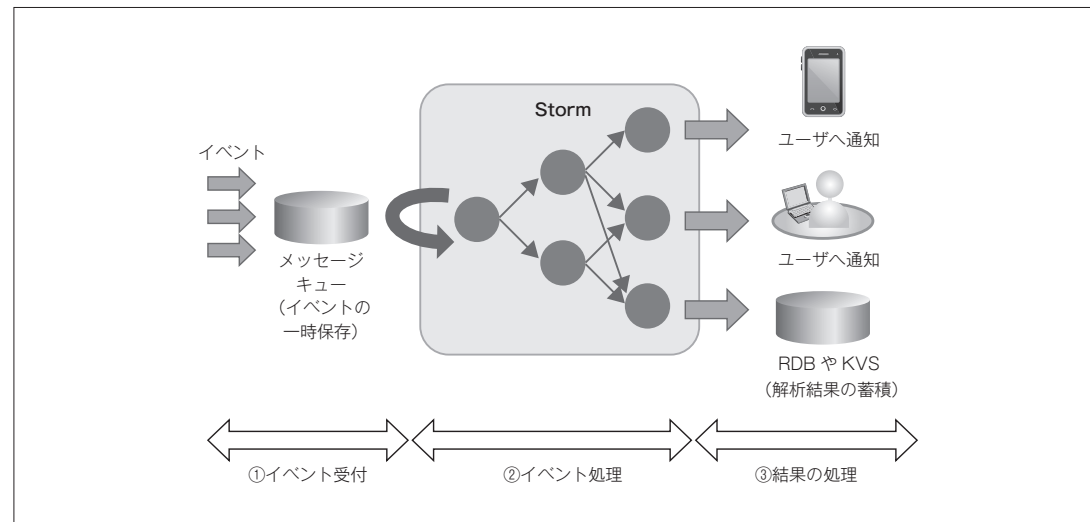 Storm
イベント
メッセージ
キュー
（イベントの
一時保存）
ユーザへ通知
ユーザへ通知
RDB や KVS
（解析結果の蓄積）
①イベント受付
②イベント処理
③結果の処理